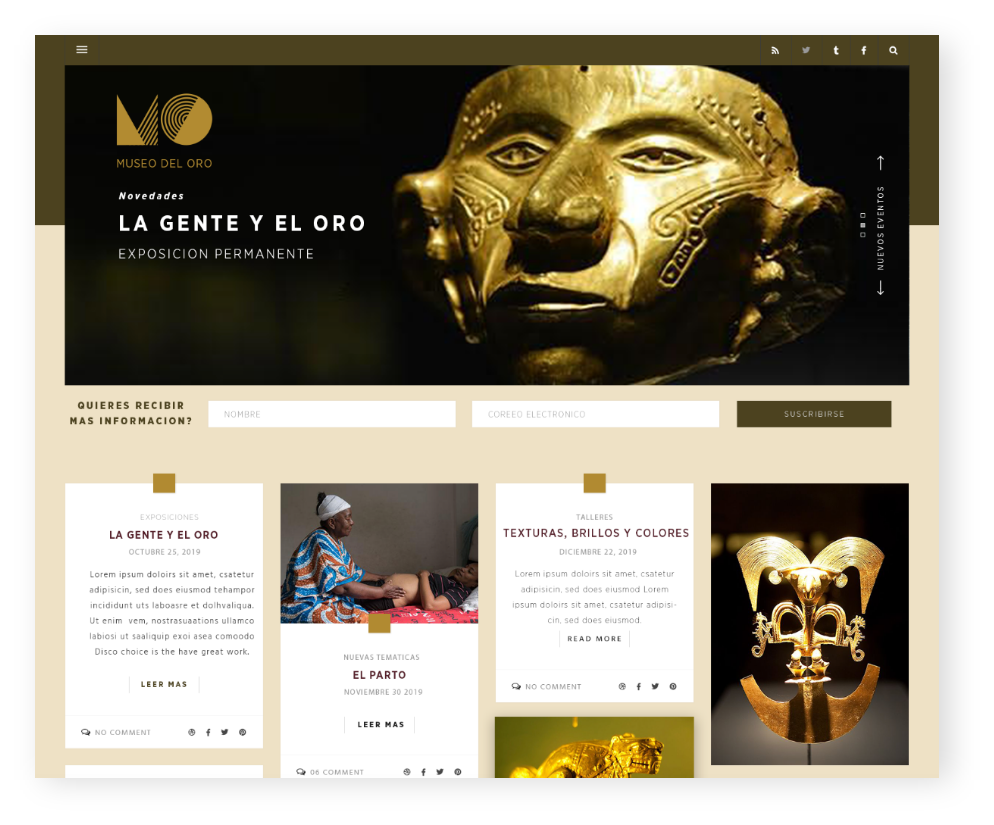 MO
MUSEO DEL ORO
Novedades
LA GENTE Y EL ORO
EXPOSICION PERMANENTE
NUEVOS EVENTOS
QUIERES RECIBIR
MAS INFORMACION?
NOMBRE
COREEO ELECTRONICO
SUSCRIBIRSE
EXPOSICIONES
LA GENTE Y EL ORO
OCTUBRE 25, 2019
Lorem ipsum doloirs sit amet, csatetur
adipisicin, sed does eiusmod tehampor
incididunt uts laboasre et dolhvaliqua.
Ut enim vem, nostrasuaations ullamco
labiosi ut saaliquip exoi asea comoodo
Disco choice is the have great work.
LEER MAS
NO COMMENT
NUEVAS TEMATICAS
EL PARTO
NOVIEMBRE 30 2019
LEER MAS
06 COMMENT
TALLERES
TEXTURAS, BRILLOS Y COLORES
DICIEMBRE 22, 2019
Lorem ipsum doloirs sit amet, csatetur
adipisicin, sed does eiusmod Lorem
ipsum doloirs sit amet, csatetur adipisi-
cin, sed does eiusmod.
READ MORE
NO COMMENT